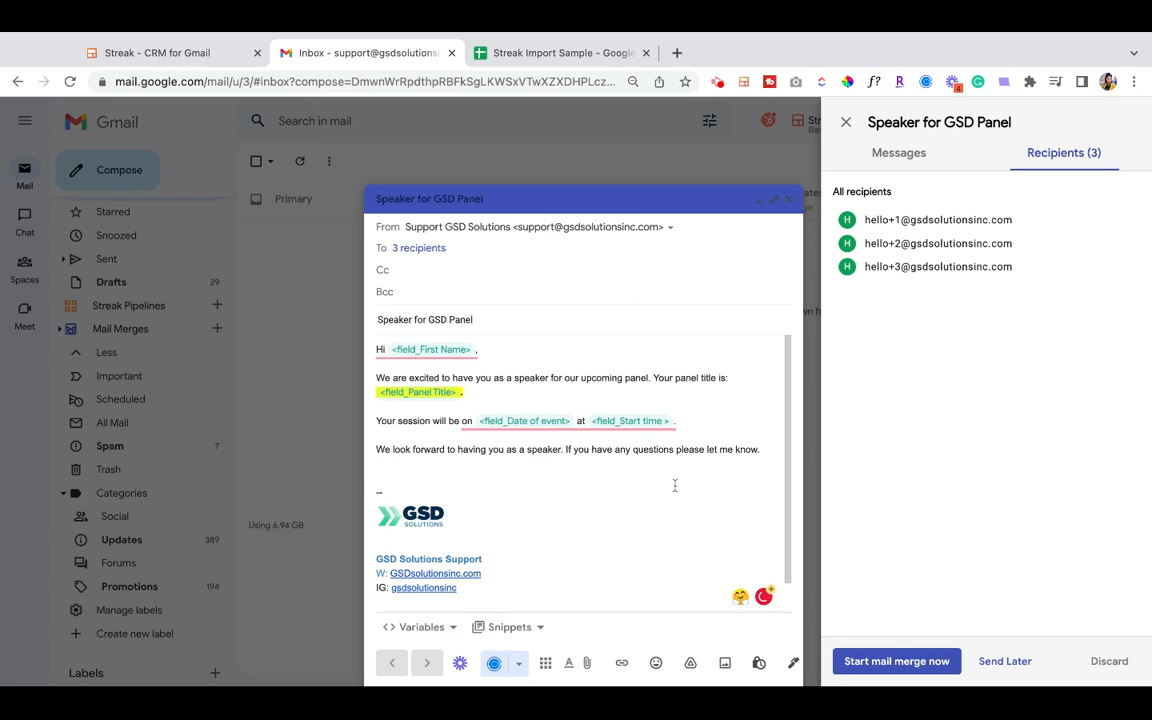 Streak - CRM for Gmail
Inbox - support@gsdsolutions
Streak Import Sample - Google
mail.google.com/mail/u/3/#inbox?compose=DmwnWrRpdthpRBFkSgLKWSxVTwXZXDHPLcz...
Gmail
Search in mail
Compose
Mail
Chat
Spaces
Meet
Starred
Snoozed
Sent
Drafts 29
Streak Pipelines
Mail Merges
Less
Important
Scheduled
All Mail
Spam 7
Trash
Categories
Social
Updates 389
Forums
Promotions 194
Manage labels
Create new label
Labels
Primary
Using 6.94 GB
Speaker for GSD Panel
From Support GSD Solutions <support@gsdsolutionsinc.com>
To 3 recipients
Cc
Bcc
Speaker for GSD Panel
Hi <field_First Name> ,
We are excited to have you as a speaker for our upcoming panel. Your panel title is:
<field_Panel Title> .
Your session will be on <field_Date of event> at <field_Start time > .
We look forward to having you as a speaker. If you have any questions please let me know.
--
GSD
SOLUTIONS
GSD Solutions Support
W: GSDsolutionsinc.com
IG: gsdsolutionsinc
<> Variables
Snippets
Speaker for GSD Panel
Messages
Recipients (3)
All recipients
H hello+1@gsdsolutionsinc.com
H hello+2@gsdsolutionsinc.com
H hello+3@gsdsolutionsinc.com
Start mail merge now
Send Later
Discard